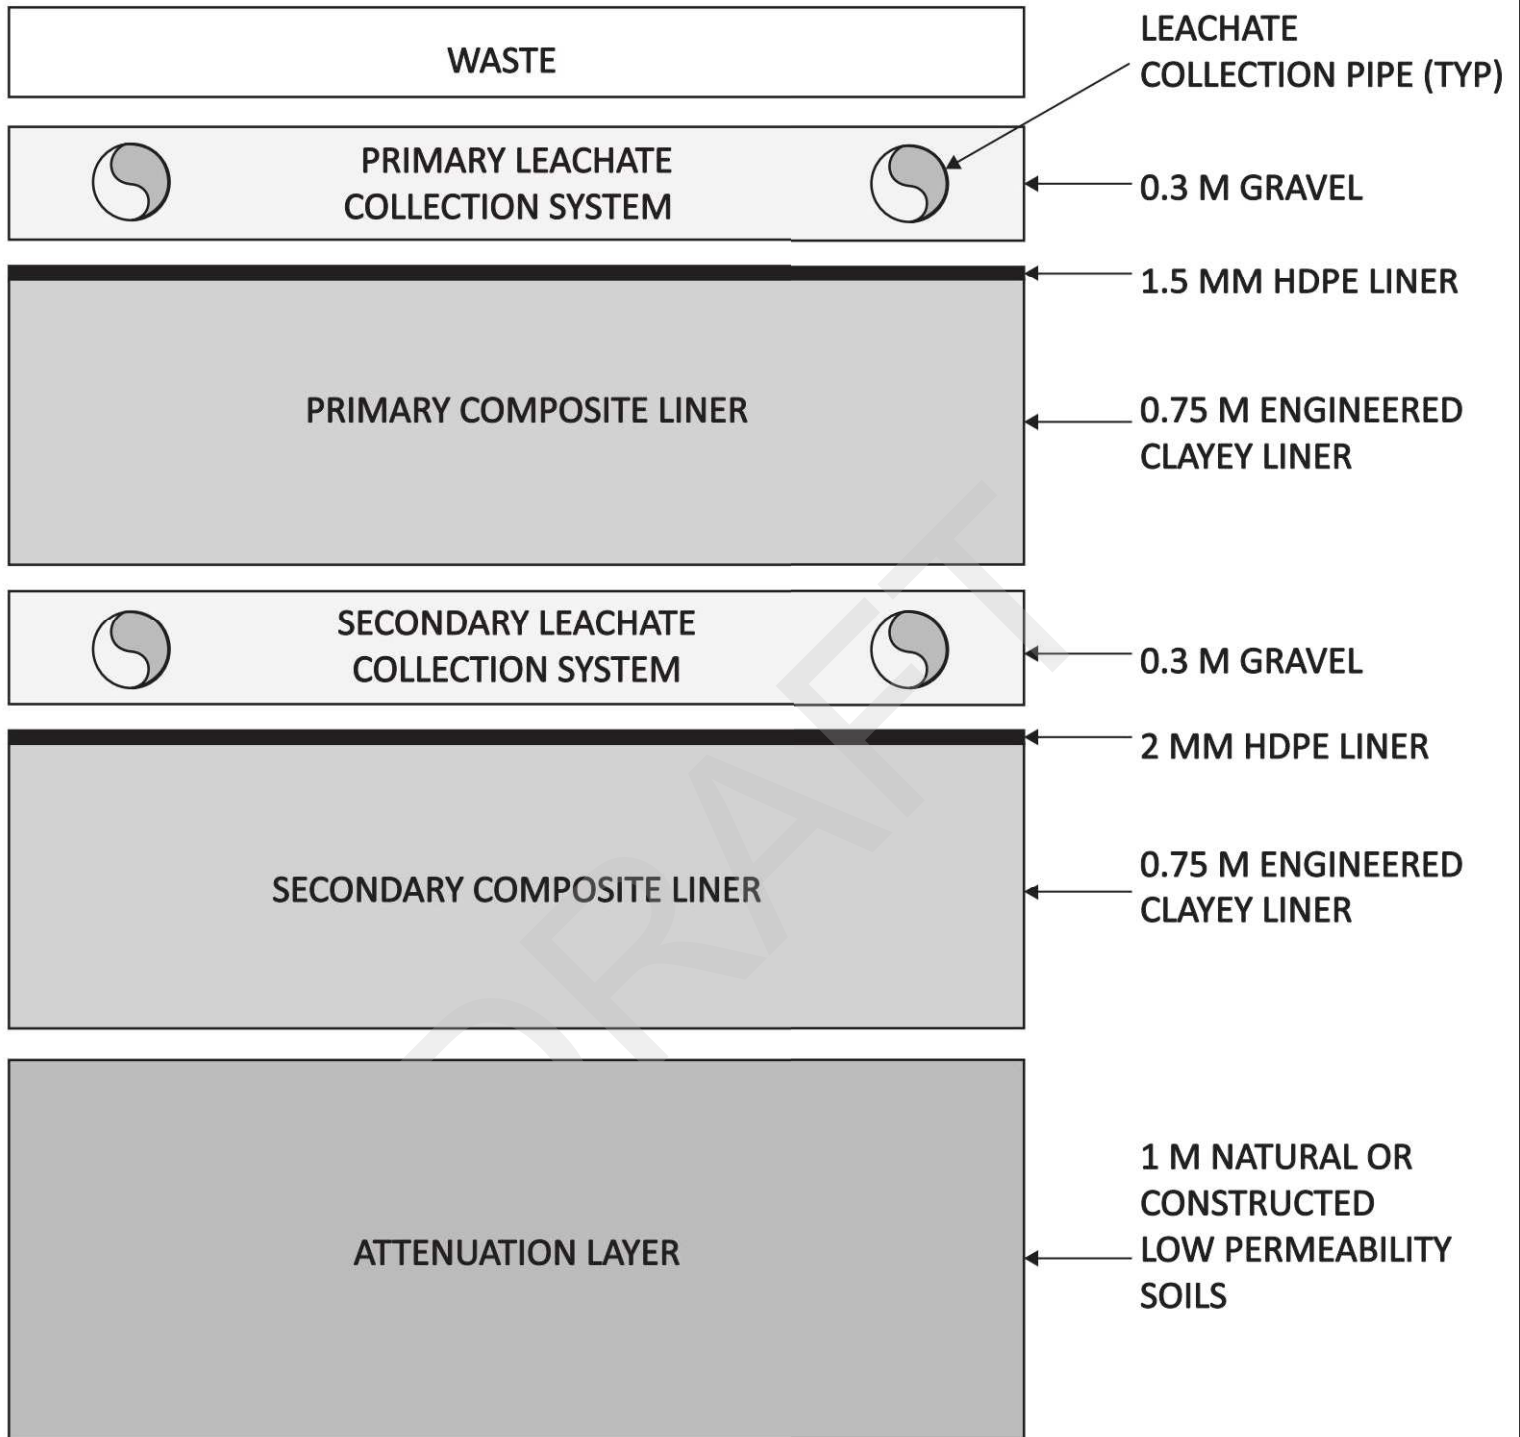 WASTE
LEACHATE
COLLECTION PIPE (TYP)
PRIMARY LEACHATE
COLLECTION SYSTEM
0.3 M GRAVEL
1.5 MM HDPE LINER
PRIMARY COMPOSITE LINER
0.75 M ENGINEERED
CLAYEY LINER
SECONDARY LEACHATE
COLLECTION SYSTEM
0.3 M GRAVEL
2 MM HDPE LINER
SECONDARY COMPOSITE LINER
0.75 M ENGINEERED
CLAYEY LINER
ATTENUATION LAYER
1 M NATURAL OR
CONSTRUCTED
LOW PERMEABILITY
SOILS
DRAFT